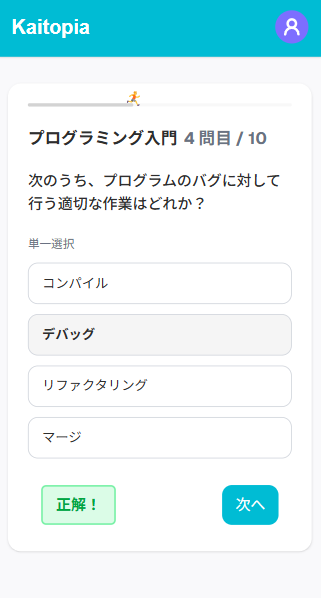 Kaitopia
プログラミング入門 4 問目 / 10
次のうち、プログラムのバグに対して
行う適切な作業はどれか？
単一選択
コンパイル
デバッグ
リファクタリング
マージ
正解！
次へ